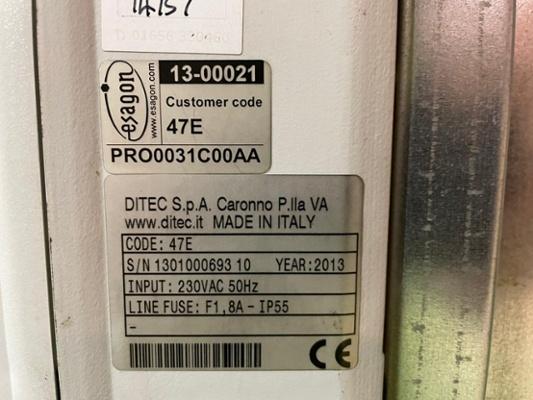 14157
13-00021
esagon
www.esagon.com
Customer code
47E
PRO0031C00AA
DITEC S.p.A. Caronno P.lla VA
www.ditec.it MADE IN ITALY
CODE: 47E
S/N 1301000693 10 YEAR: 2013
INPUT: 230VAC 50Hz
LINE FUSE: F1,8A - IP55
-
CE